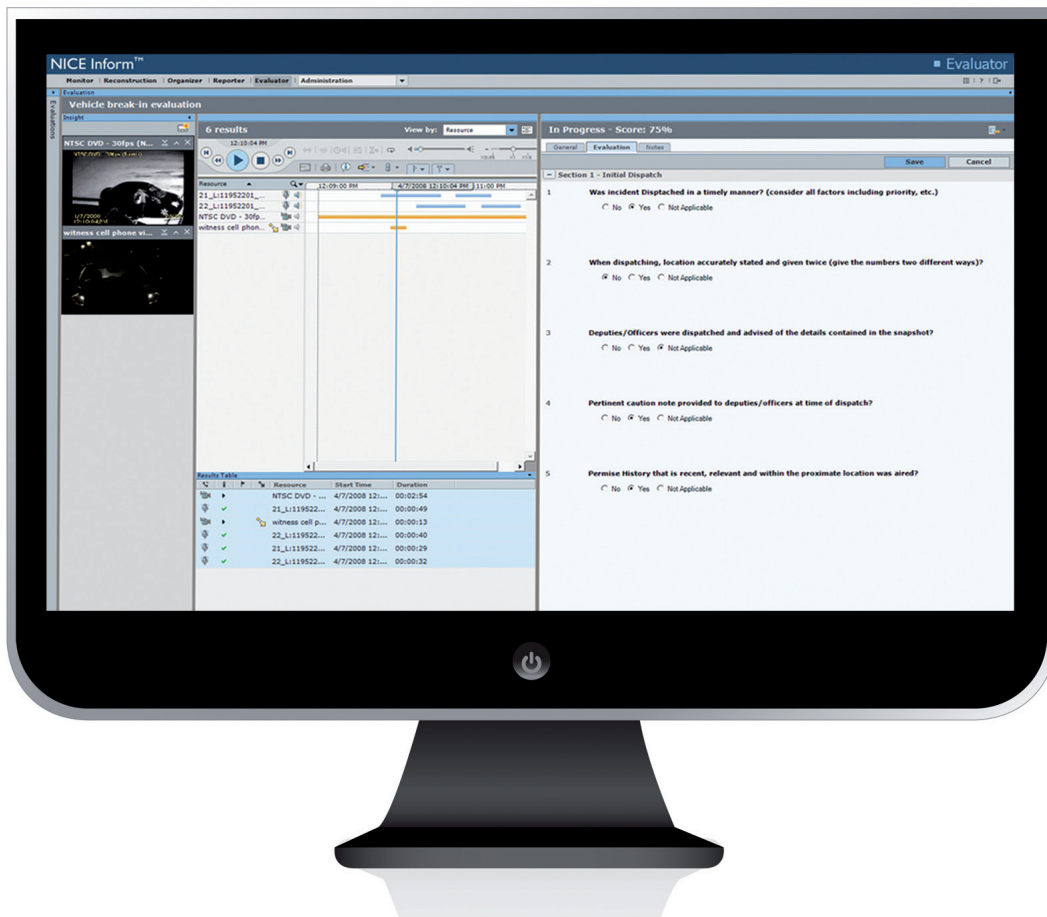 NICE Inform™
Evaluator
Monitor Reconstruction Organizer Reporter Evaluator Administration
Evaluation
Evaluations
Vehicle break-in evaluation
Insight
NTSC DVD - 30fps (N...
NTSC DVD - 30fps (N
4/7/2008
12:10:04 PM
witness cell phone vi...
6 results
View by: Resource
12:10:04 PM
Resource
12:09:00 PM
4/7/2008 12:10:04 PM
11:00 PM
21_L:11952201_...
22_L:11952201_...
NTSC DVD - 30fp...
witness cell phon...
Results Table
Resource Start Time Duration
NTSC DVD - ... 4/7/2008 12:... 00:02:54
21_L:119522... 4/7/2008 12:... 00:00:49
witness cell p... 4/7/2008 12:... 00:00:13
22_L:119522... 4/7/2008 12:... 00:00:40
21_L:119522... 4/7/2008 12:... 00:00:29
22_L:119522... 4/7/2008 12:... 00:00:32
In Progress - Score: 75%
General Evaluation Notes
Save Cancel
Section 1 - Initial Dispatch
1 Was incident Disptached in a timely manner? (consider all factors including priority, etc.)
No Yes Not Applicable
2 When dispatching, location accurately stated and given twice (give the numbers two different ways)?
No Yes Not Applicable
3 Deputies/Officers were dispatched and advised of the details contained in the snapshot?
No Yes Not Applicable
4 Pertinent caution note provided to deputies/officers at time of dispatch?
No Yes Not Applicable
5 Permise History that is recent, relevant and within the proximate location was aired?
No Yes Not Applicable